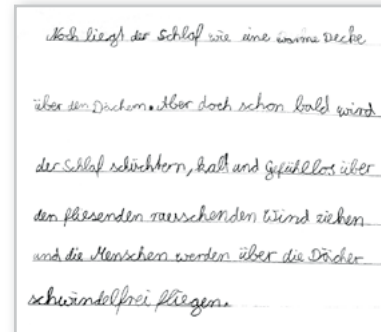 Noch liegt der Schlaf wie eine warme Decke
über den Dächern. Aber doch schon bald wird
der Schlaf schüchtern, kalt und Gefühllos über
den fliesenden rauschenden Wind ziehen
und die Menschen werden über die Dächer
schwindelfrei fliegen.